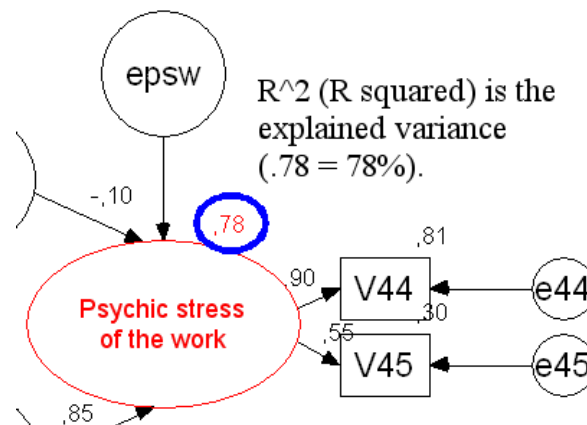 epsw
R^2 (R squared) is the
explained variance
(.78 = 78%).
-,10
,78
,81
,90
V44
e44
Psychic stress
of the work
,30
,55
V45
e45
,85